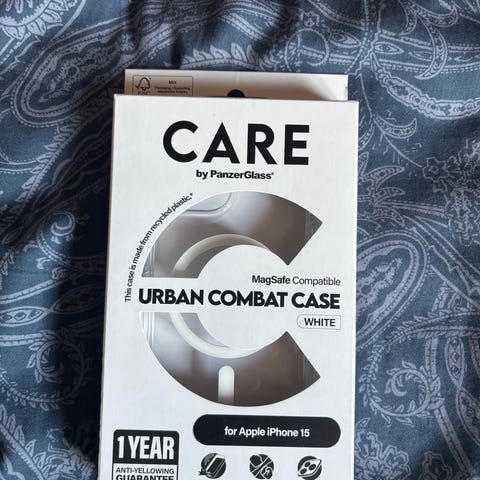 MIX
CARE
by PanzerGlass®
This case is made from recycled plastic.*
MagSafe Compatible
URBAN COMBAT CASE
WHITE
for Apple iPhone 15
1 YEAR
ANTI-YELLOWING
GUARANTEE